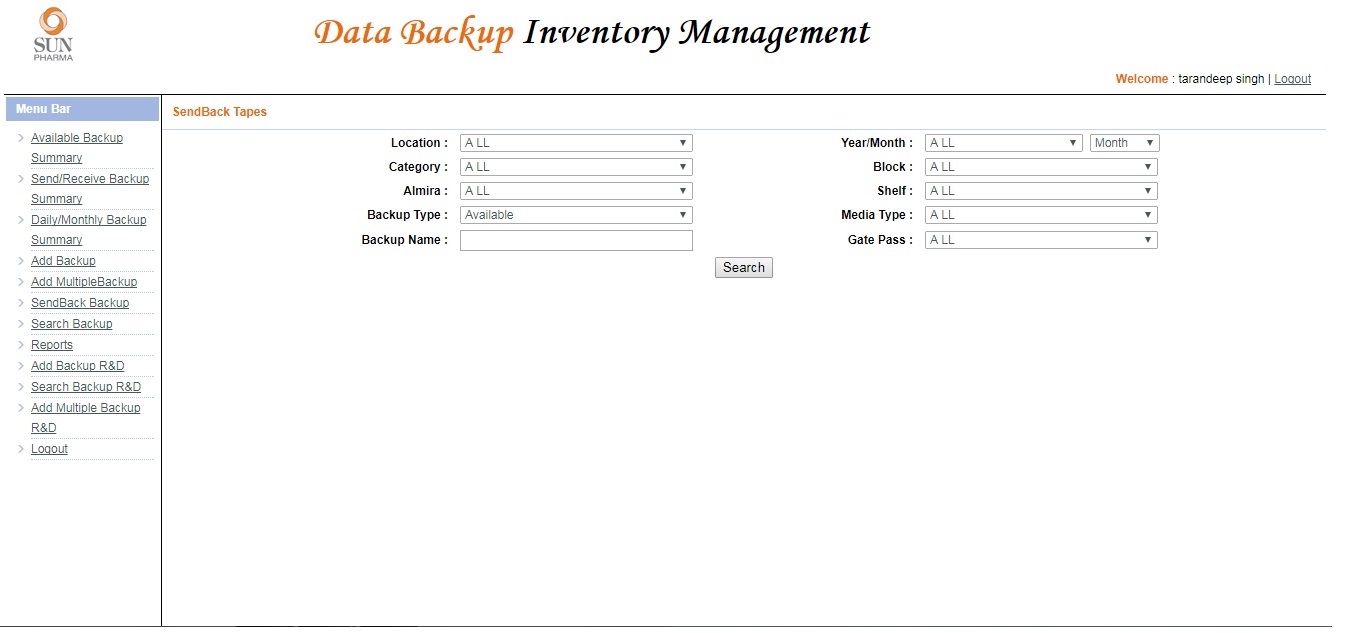 SUN
PHARMA
Data Backup Inventory Management
Welcome : tarandeep singh | Logout
Menu Bar
Available Backup
Summary
Send/Receive Backup
Summary
Daily/Monthly Backup
Summary
Add Backup
Add MultipleBackup
SendBack Backup
Search Backup
Reports
Add Backup R&D
Search Backup R&D
Add Multiple Backup
R&D
Logout
SendBack Tapes
Location : A LL Year/Month : A LL Month
Category : A LL Block : A LL
Almira : A LL Shelf : A LL
Backup Type : Available Media Type : A LL
Backup Name : Gate Pass : A LL
Search